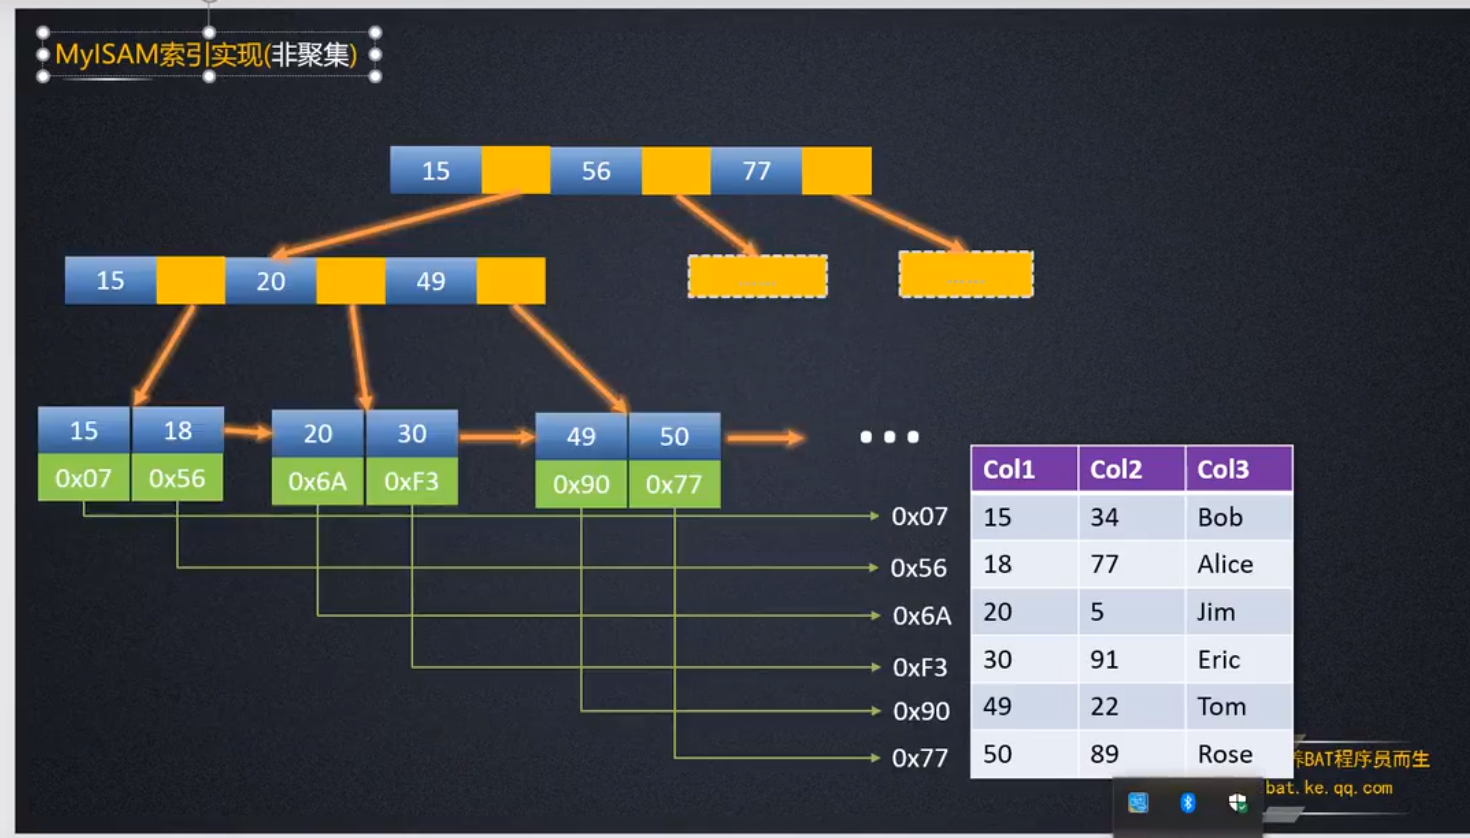 MyISAM索引实现(非聚集)
15 56 77
15 20 49
...... ......
15 18 20 30 49 50
0x07 0x56 0x6A 0xF3 0x90 0x77
...
Col1 Col2 Col3
0x07 15 34 Bob
0x56 18 77 Alice
0x6A 20 5 Jim
0xF3 30 91 Eric
0x90 49 22 Tom
0x77 50 89 Rose
BAT程序员而生
bat.ke.qq.com